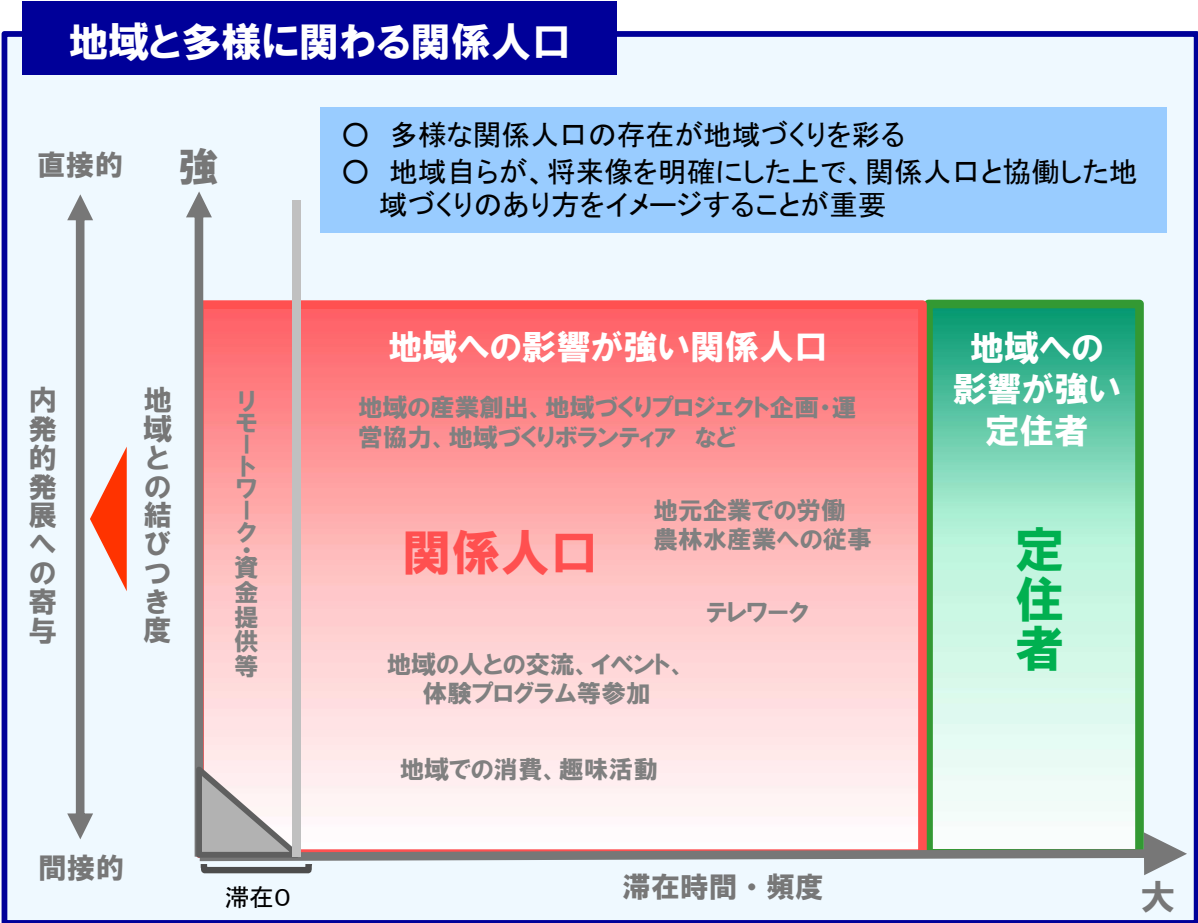 地域と多様に関わる関係人口
○ 多様な関係人口の存在が地域づくりを彩る
○ 地域自らが、将来像を明確にした上で、関係人口と協働した地
域づくりのあり方をイメージすることが重要
直接的
強
内発的発展への寄与
地域との結びつき度
リモートワーク・資金提供等
地域への影響が強い関係人口
地域の産業創出、地域づくりプロジェクト企画・運
営協力、地域づくりボランティア など
地元企業での労働
農林水産業への従事
関係人口
テレワーク
地域の人との交流、イベント、
体験プログラム等参加
地域での消費、趣味活動
地域への
影響が強い
定住者
定住者
間接的
滞在0
滞在時間・頻度
大